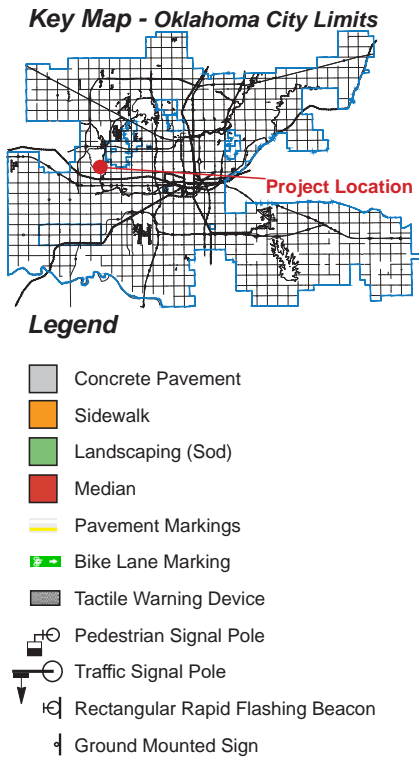 Key Map - Oklahoma City Limits
Project Location
Legend
Concrete Pavement
Sidewalk
Landscaping (Sod)
Median
Pavement Markings
Bike Lane Marking
Tactile Warning Device
Pedestrian Signal Pole
Traffic Signal Pole
Rectangular Rapid Flashing Beacon
Ground Mounted Sign